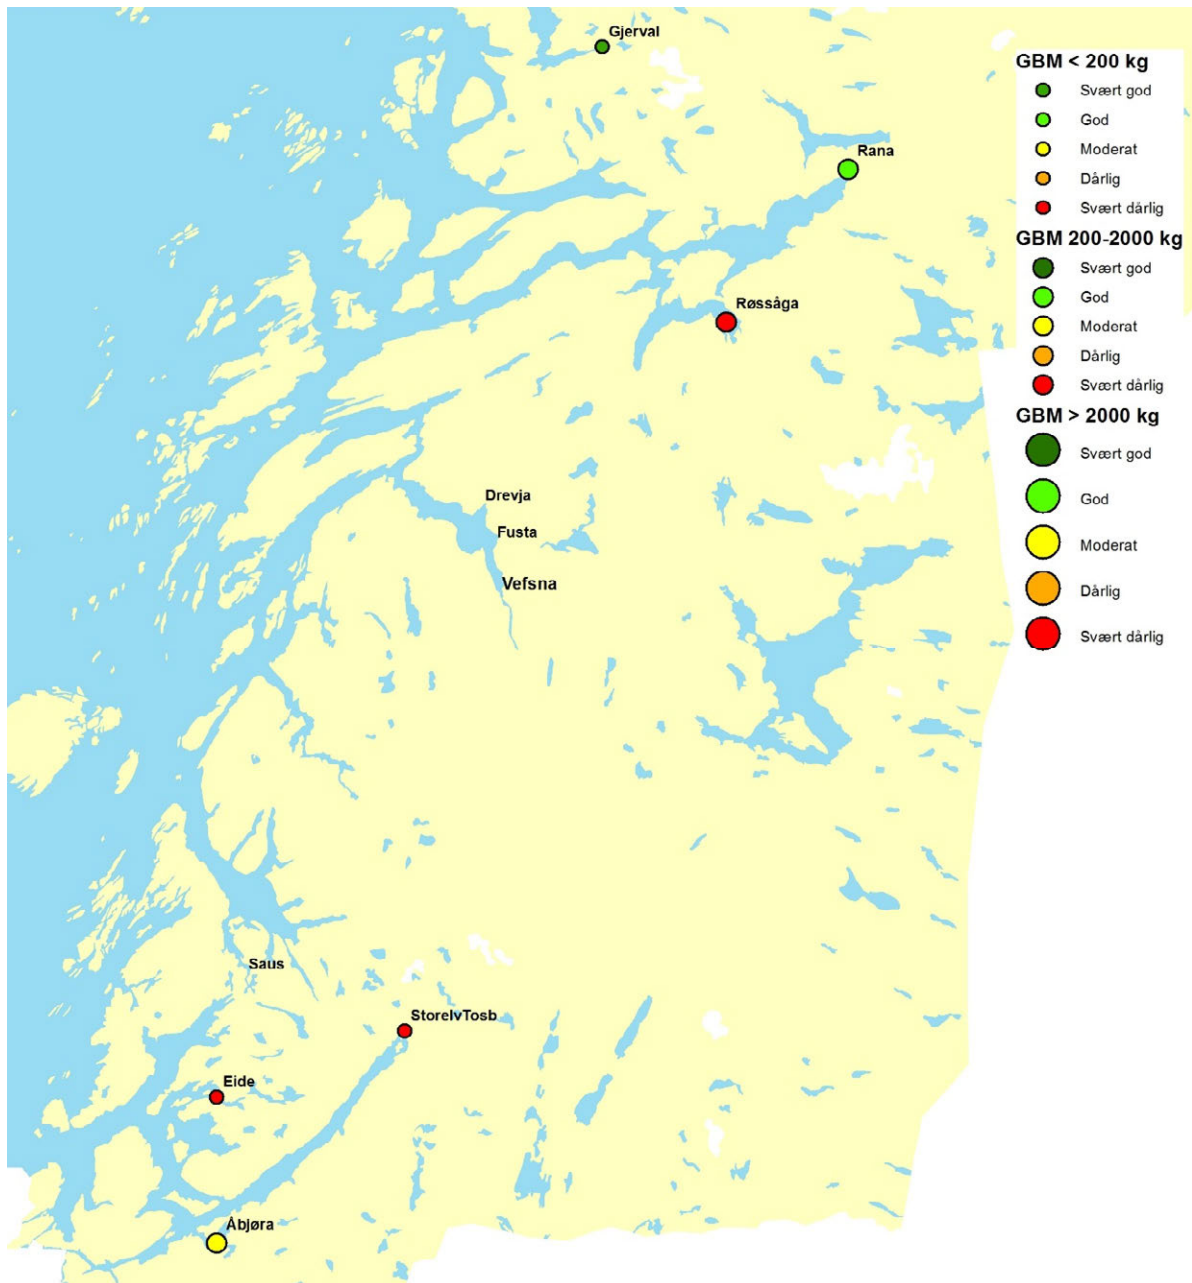 Gjerval
Rana
Røssåga
Drevja
Fusta
Vefsna
Saus
StorelvTosb
Eide
Åbjøra
GBM < 200 kg
Svært god
God
Moderat
Dårlig
Svært dårlig
GBM 200-2000 kg
Svært god
God
Moderat
Dårlig
Svært dårlig
GBM > 2000 kg
Svært god
God
Moderat
Dårlig
Svært dårlig